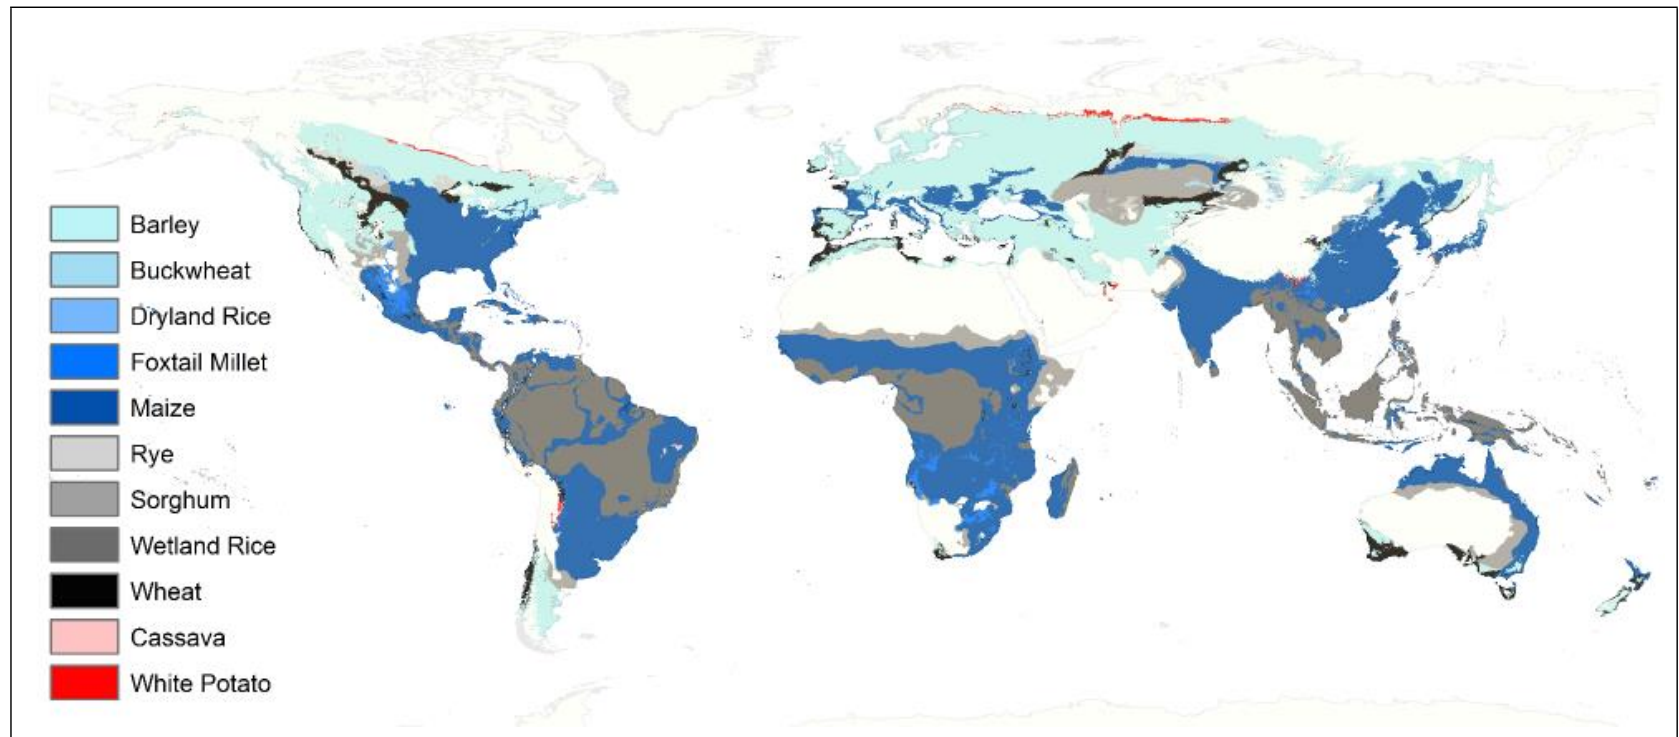 Barley
Buckwheat
Dryland Rice
Foxtail Millet
Maize
Rye
Sorghum
Wetland Rice
Wheat
Cassava
White Potato